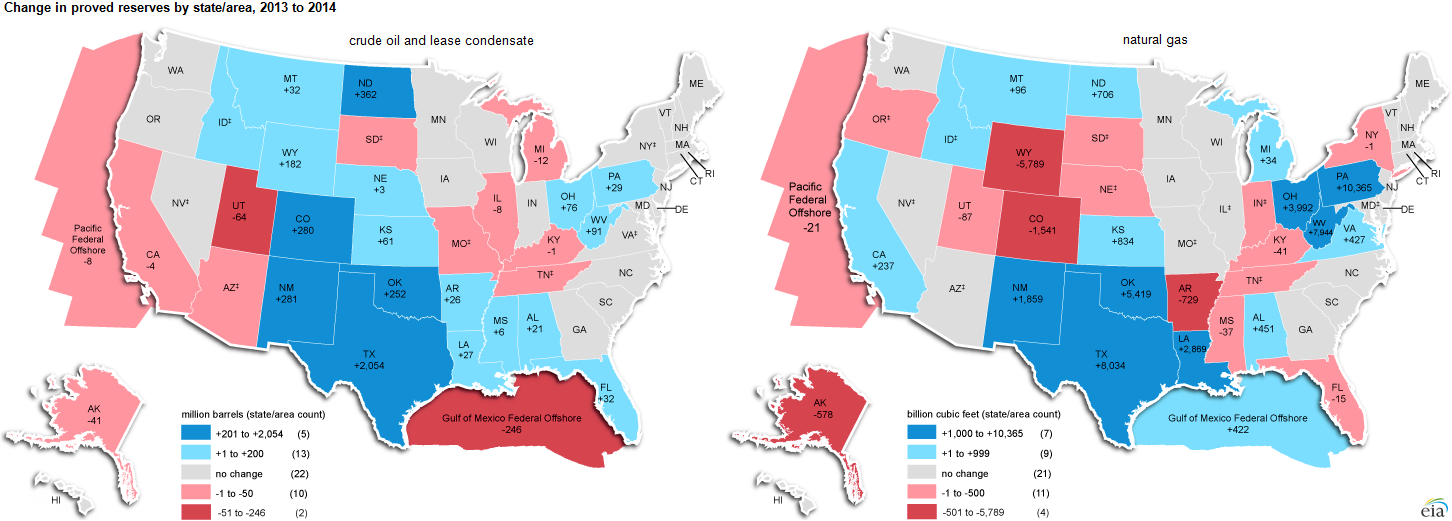 Change in proved reserves by state/area, 2013 to 2014
crude oil and lease condensate
WA
OR
CA
-4
NV‡
ID‡
MT
+32
WY
+182
UT
-64
AZ‡
CO
+280
NM
+281
ND
+362
SD‡
NE
+3
KS
+61
OK
+252
TX
+2,054
MN
IA
MO‡
AR
+26
LA
+27
WI
IL
-8
MI
-12
IN
OH
+76
KY
-1
TN‡
MS
+6
AL
+21
GA
FL
+32
SC
NC
VA‡
WV
+91
PA
+29
NY‡
VT
NH
ME
MA
RI
CT
NJ
MD
DE
Pacific
Federal
Offshore
-8
Gulf of Mexico Federal Offshore
-246
AK
-41
HI
million barrels (state/area count)
+201 to +2,054 (5)
+1 to +200 (13)
no change (22)
-1 to -50 (10)
-51 to -246 (2)
natural gas
WA
OR‡
CA
+237
NV‡
ID‡
MT
+96
WY
-5,789
UT
-87
AZ‡
CO
-1,541
NM
+1,859
ND
+706
SD‡
NE‡
KS
+834
OK
+5,419
TX
+8,034
MN
IA
MO‡
AR
-729
LA
+2,869
WI
IL‡
MI
+34
IN‡
OH
+3,992
KY
-41
TN‡
MS
-37
AL
+451
GA
FL
-15
SC
NC
VA
+427
WV
+7,944
PA
+10,365
NY
-1
VT
NH
ME
MA
RI
CT
NJ
MD‡
DE
Pacific
Federal
Offshore
-21
Gulf of Mexico Federal Offshore
+422
AK
-578
HI
billion cubic feet (state/area count)
+1,000 to +10,365 (7)
+1 to +999 (9)
no change (21)
-1 to -500 (11)
-501 to -5,789 (4)
eia